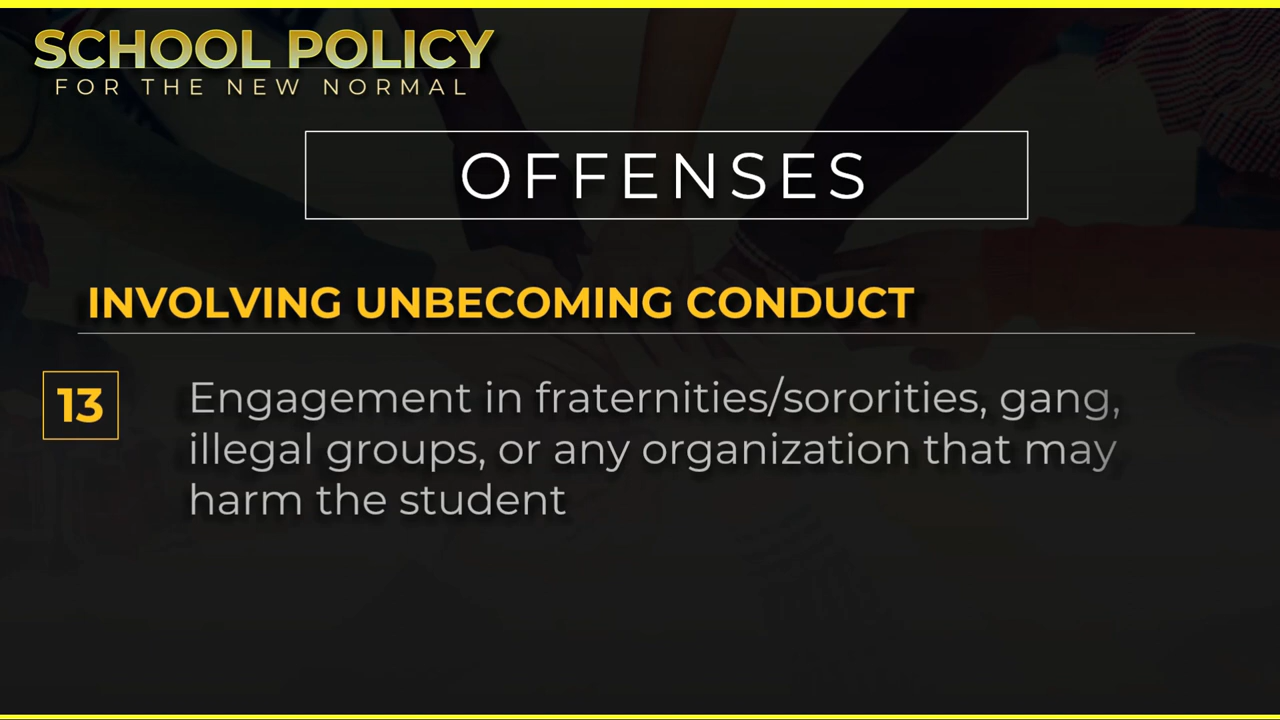 SCHOOL POLICY
FOR THE NEW NORMAL
OFFENSES
INVOLVING UNBECOMING CONDUCT
13
Engagement in fraternities/sororities, gang,
illegal groups, or any organization that may
harm the student